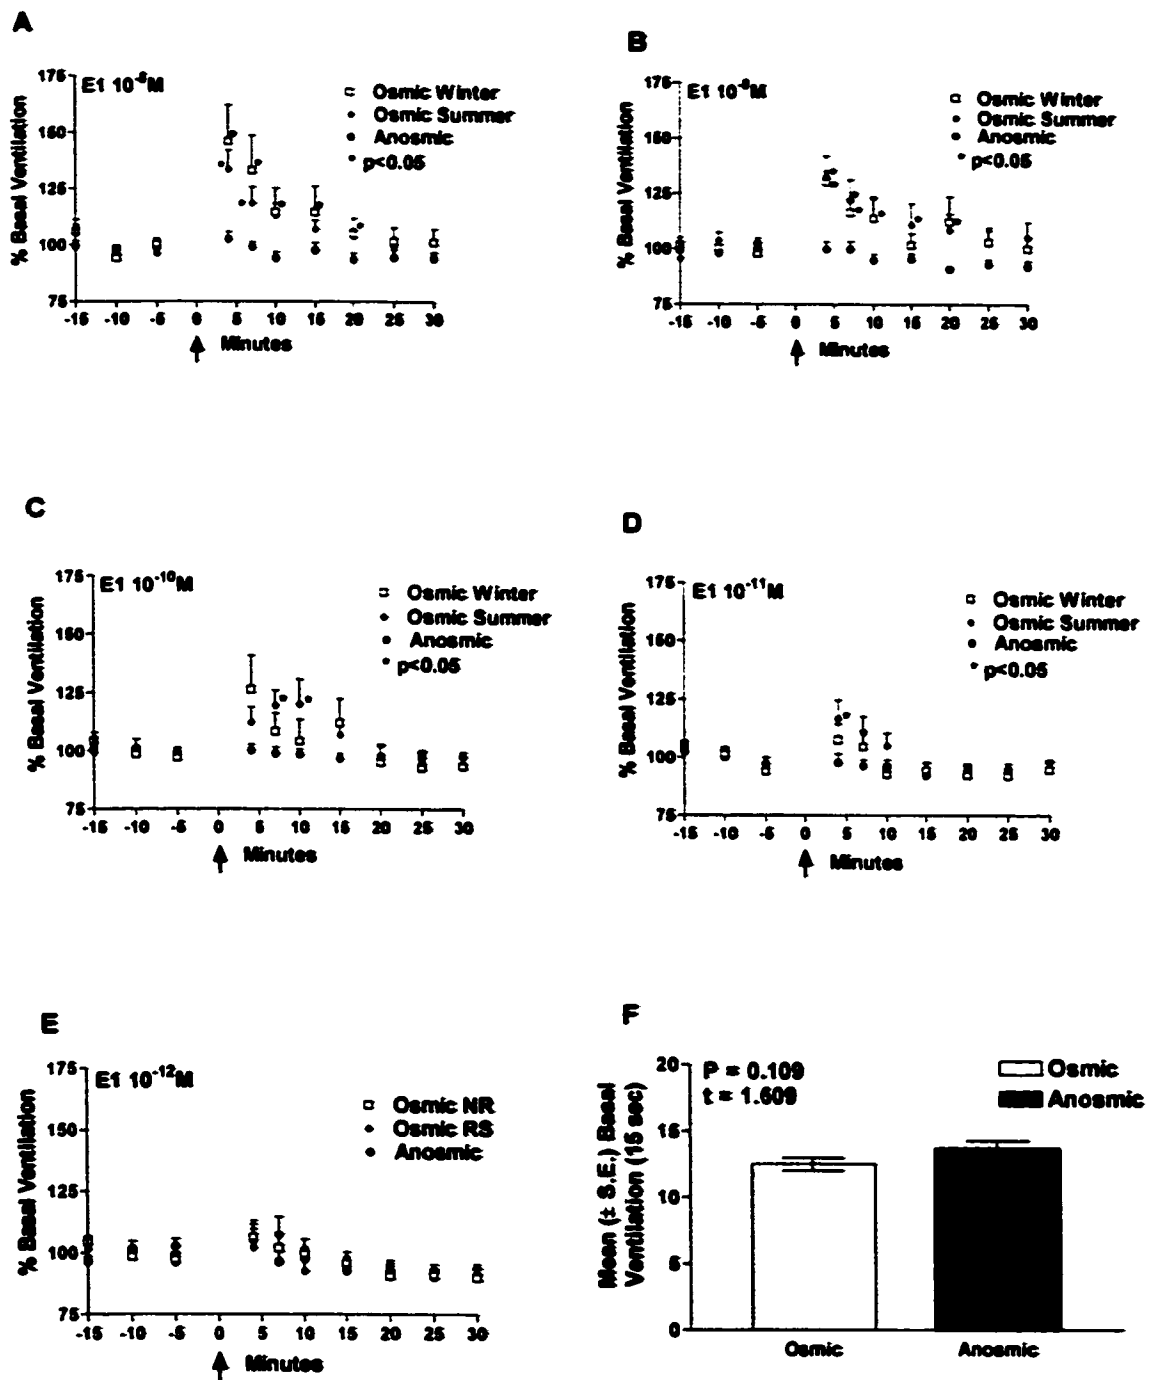 A
E1 10⁻⁸M
Osmic Winter
Osmic Summer
Anosmic
* p<0.05
% Basal Ventilation
175
150
125
100
75
-15 -10 -5 0 5 10 15 20 25 30
Minutes
B
E1 10⁻⁹M
Osmic Winter
Osmic Summer
Anosmic
* p<0.05
% Basal Ventilation
175
150
125
100
75
-15 -10 -5 0 5 10 15 20 25 30
Minutes
C
E1 10⁻¹⁰M
Osmic Winter
Osmic Summer
Anosmic
* p<0.05
% Basal Ventilation
175
150
125
100
75
-15 -10 -5 0 5 10 15 20 25 30
Minutes
D
E1 10⁻¹¹M
Osmic Winter
Osmic Summer
Anosmic
* p<0.05
% Basal Ventilation
175
150
125
100
75
-15 -10 -5 0 5 10 15 20 25 30
Minutes
E
E1 10⁻¹²M
Osmic NR
Osmic RS
Anosmic
% Basal Ventilation
175
150
125
100
75
-15 -10 -5 0 5 10 15 20 25 30
Minutes
F
P = 0.109
t = 1.609
Osmic
Anosmic
Mean (± S.E.) Basal
Ventilation (15 sec)
20
15
10
5
0
Osmic Anosmic